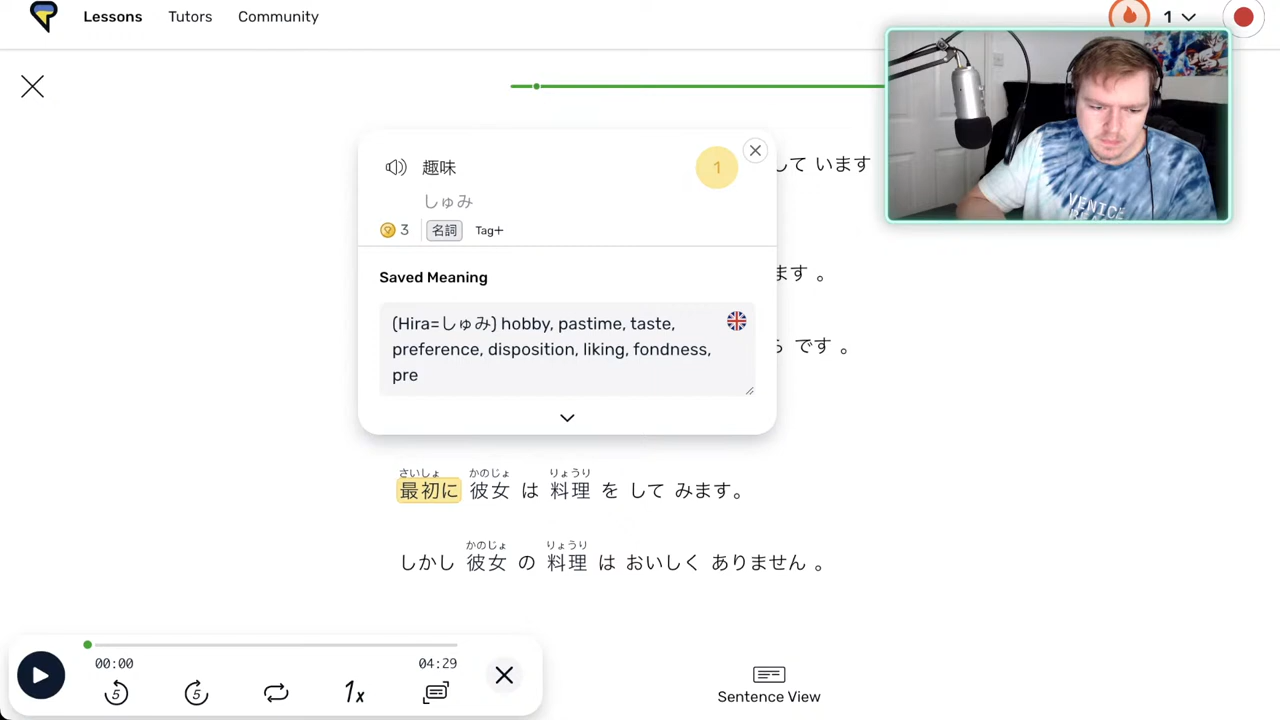 Lessons Tutors Community
1
趣味
1
しゅみ
3 名詞 Tag+
して います
Saved Meaning
ます 。
(Hira=しゅみ) hobby, pastime, taste,
preference, disposition, liking, fondness,
pre
です 。
さいしょ かのじょ りょうり
最初に 彼女 は 料理 を して みます。
かのじょ りょうり
しかし 彼女 の 料理 は おいしく ありません 。
00:00 04:29
5 5 1x
Sentence View
VENICE